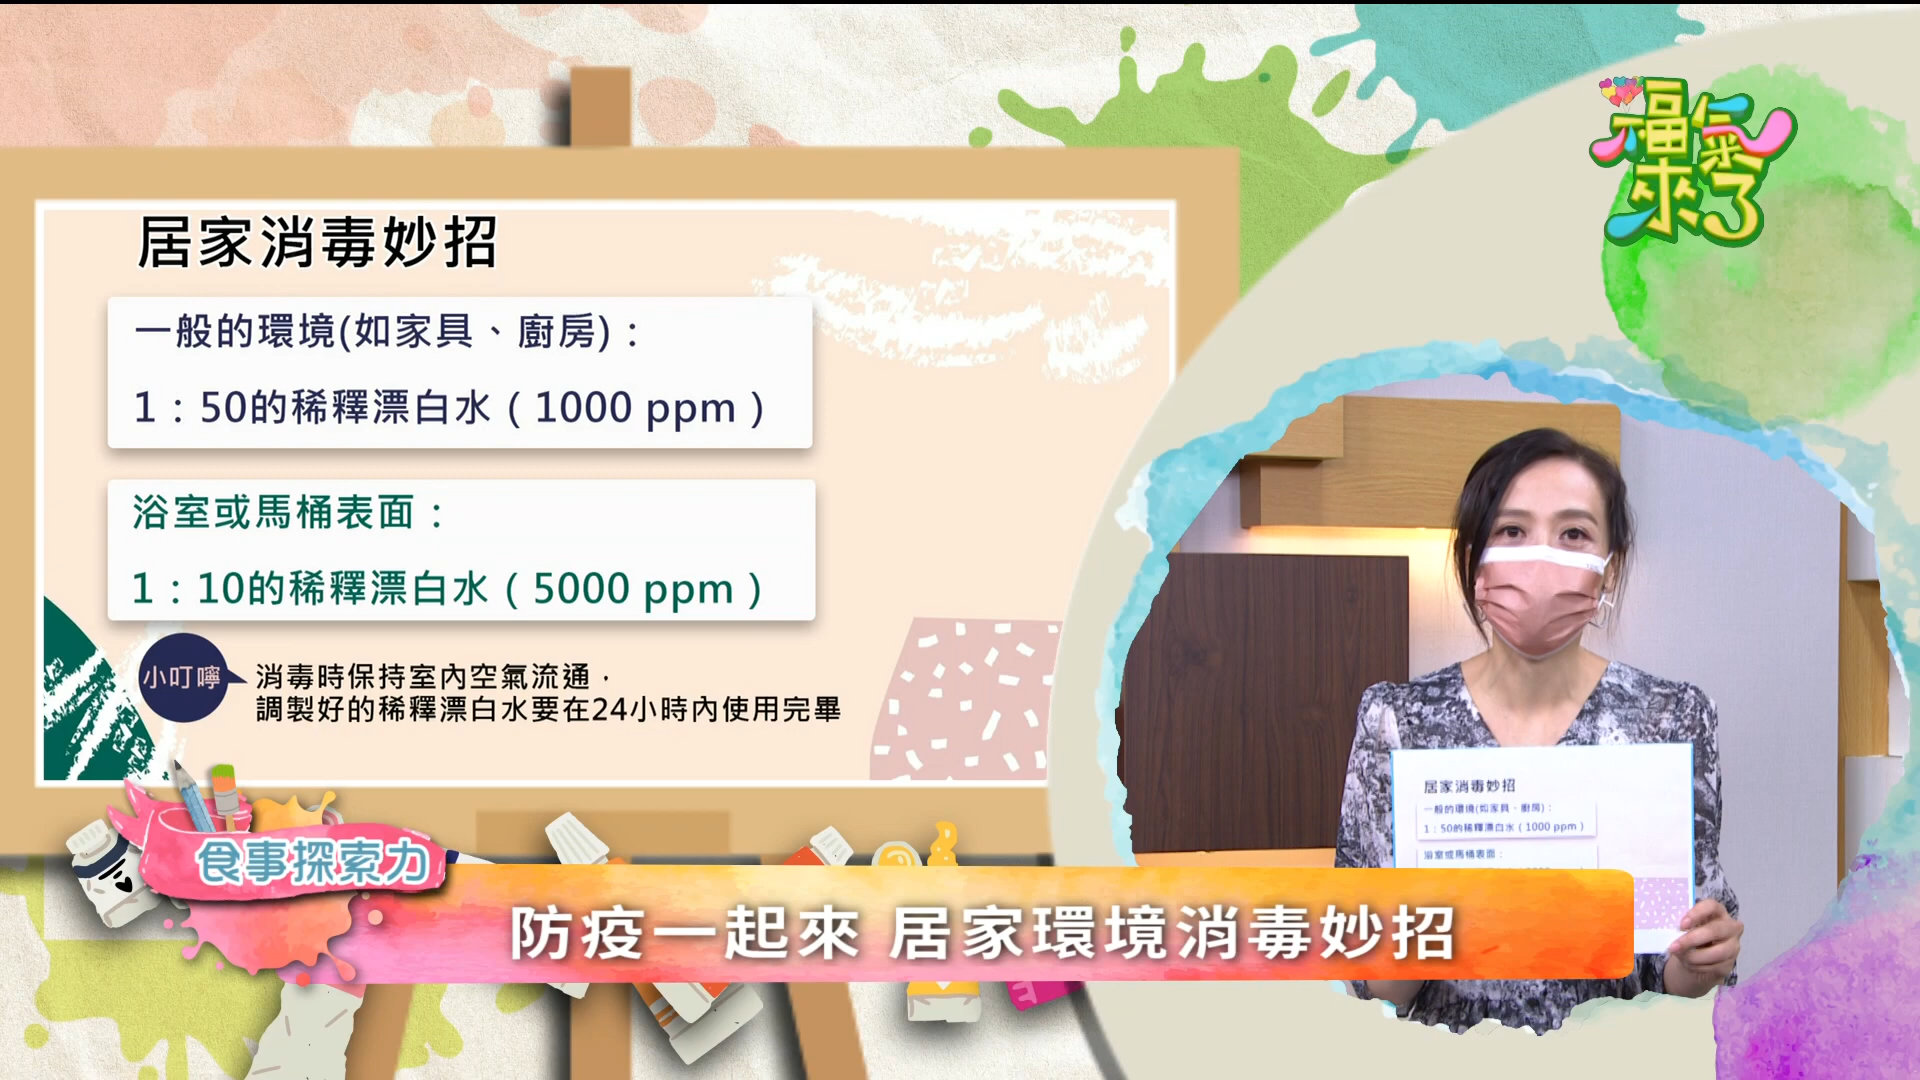 福氣來了
居家消毒妙招
一般的環境(如家具、廚房)：
1：50的稀釋漂白水（1000 ppm）
浴室或馬桶表面：
1：10的稀釋漂白水（5000 ppm）
小叮嚀
消毒時保持室內空氣流通，
調製好的稀釋漂白水要在24小時內使用完畢
居家消毒妙招
一般的環境(如家具、廚房)：
1：50的稀釋漂白水（1000 ppm）
浴室或馬桶表面：
食事探索力
防疫一起來 居家環境消毒妙招